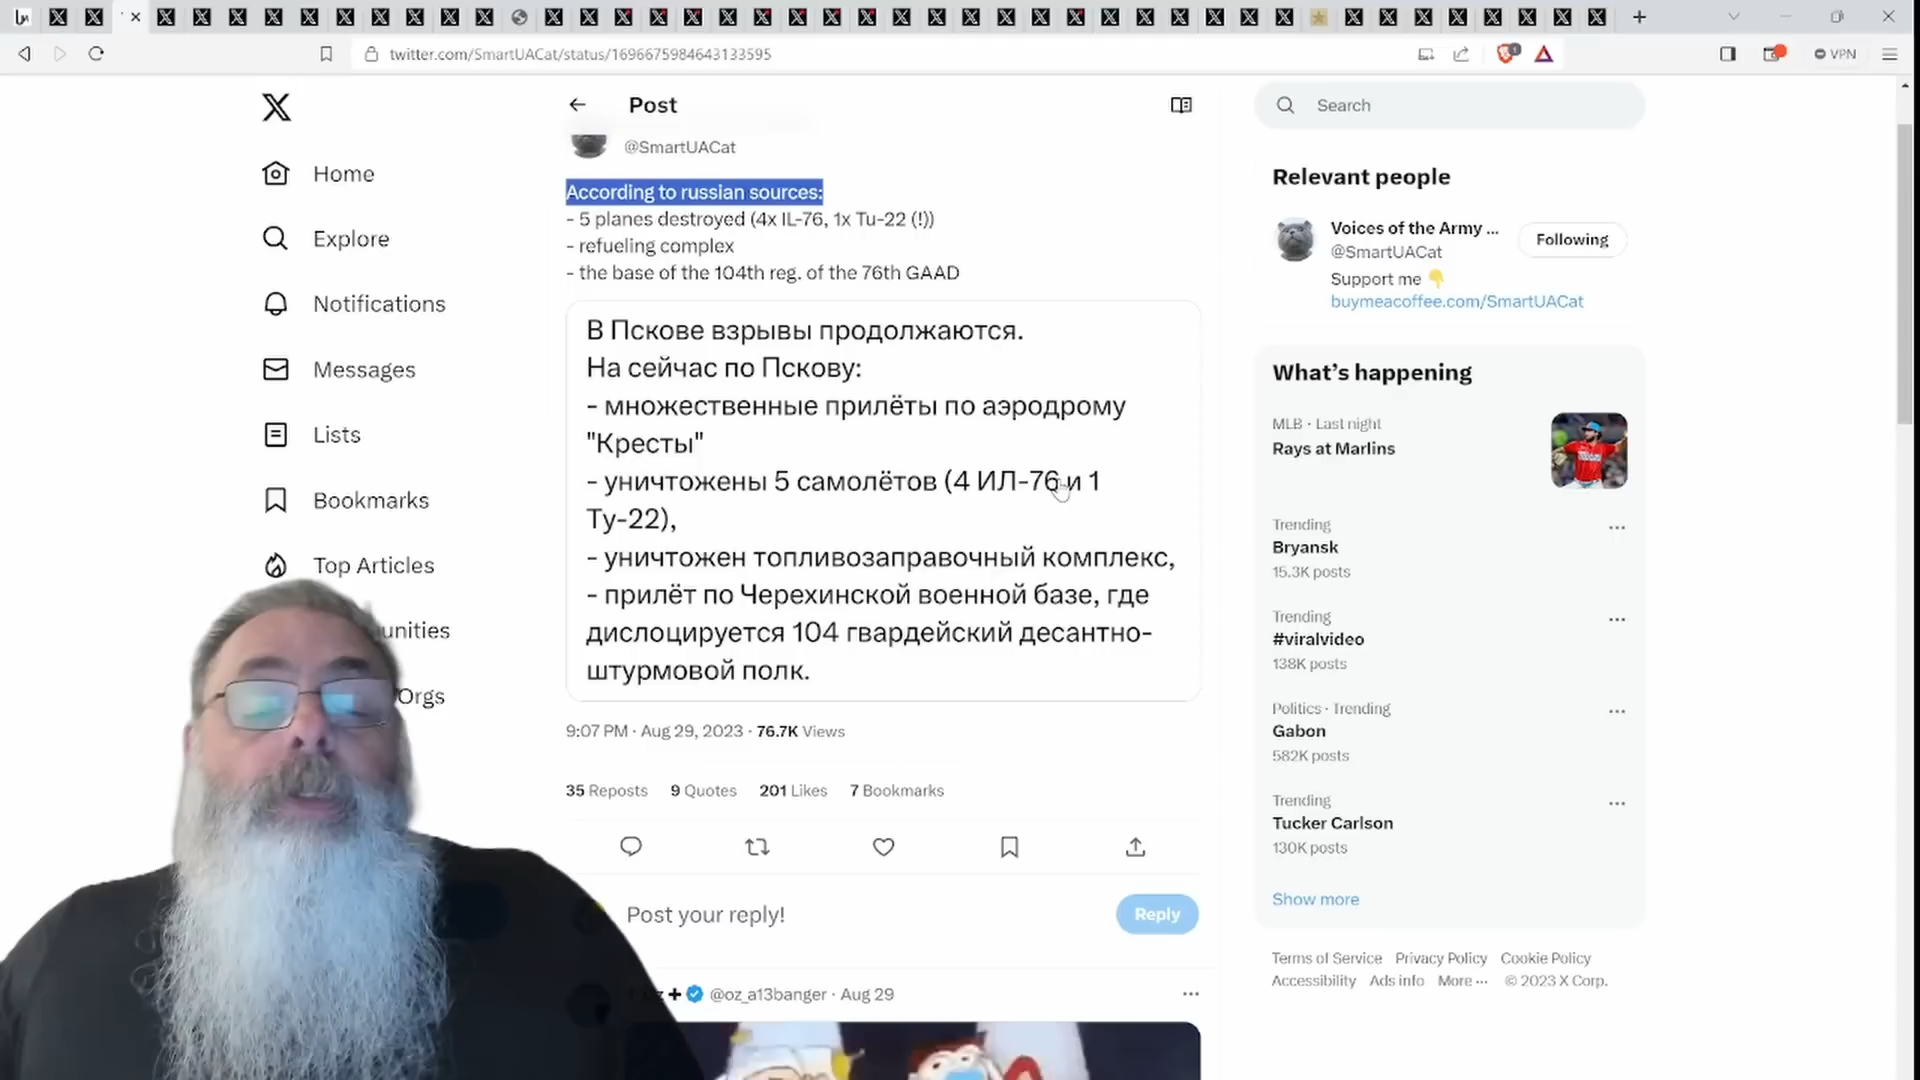 twitter.com/SmartUACat/status/1696675984643133595
VPN
Home
Explore
Notifications
Messages
Lists
Bookmarks
Top Articles
unities
Orgs
Post
@SmartUACat
According to russian sources:
- 5 planes destroyed (4x IL-76, 1x Tu-22 (!))
- refueling complex
- the base of the 104th reg. of the 76th GAAD
В Пскове взрывы продолжаются.
На сейчас по Пскову:
- множественные прилёты по аэродрому
"Кресты"
- уничтожены 5 самолётов (4 ИЛ-76 и 1
Ту-22),
- уничтожен топливозаправочный комплекс,
- прилёт по Черехинской военной базе, где
дислоцируется 104 гвардейский десантно-
штурмовой полк.
9:07 PM · Aug 29, 2023 · 76.7K Views
35 Reposts 9 Quotes 201 Likes 7 Bookmarks
Post your reply!
Reply
@oz_a13banger · Aug 29
Search
Relevant people
Voices of the Army ...
@SmartUACat
Following
Support me
buymeacoffee.com/SmartUACat
What's happening
MLB · Last night
Rays at Marlins
Trending
Bryansk
15.3K posts
Trending
#viralvideo
138K posts
Politics · Trending
Gabon
582K posts
Trending
Tucker Carlson
130K posts
Show more
Terms of Service Privacy Policy Cookie Policy
Accessibility Ads info More ··· © 2023 X Corp.